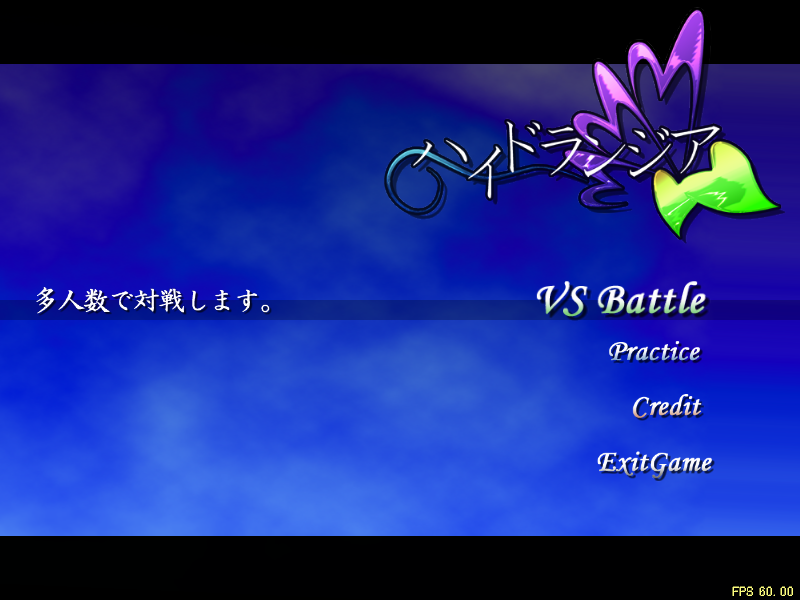 ハイドランジア
多人数で対戦します。
VS Battle
Practice
Credit
ExitGame
FPS 60.00